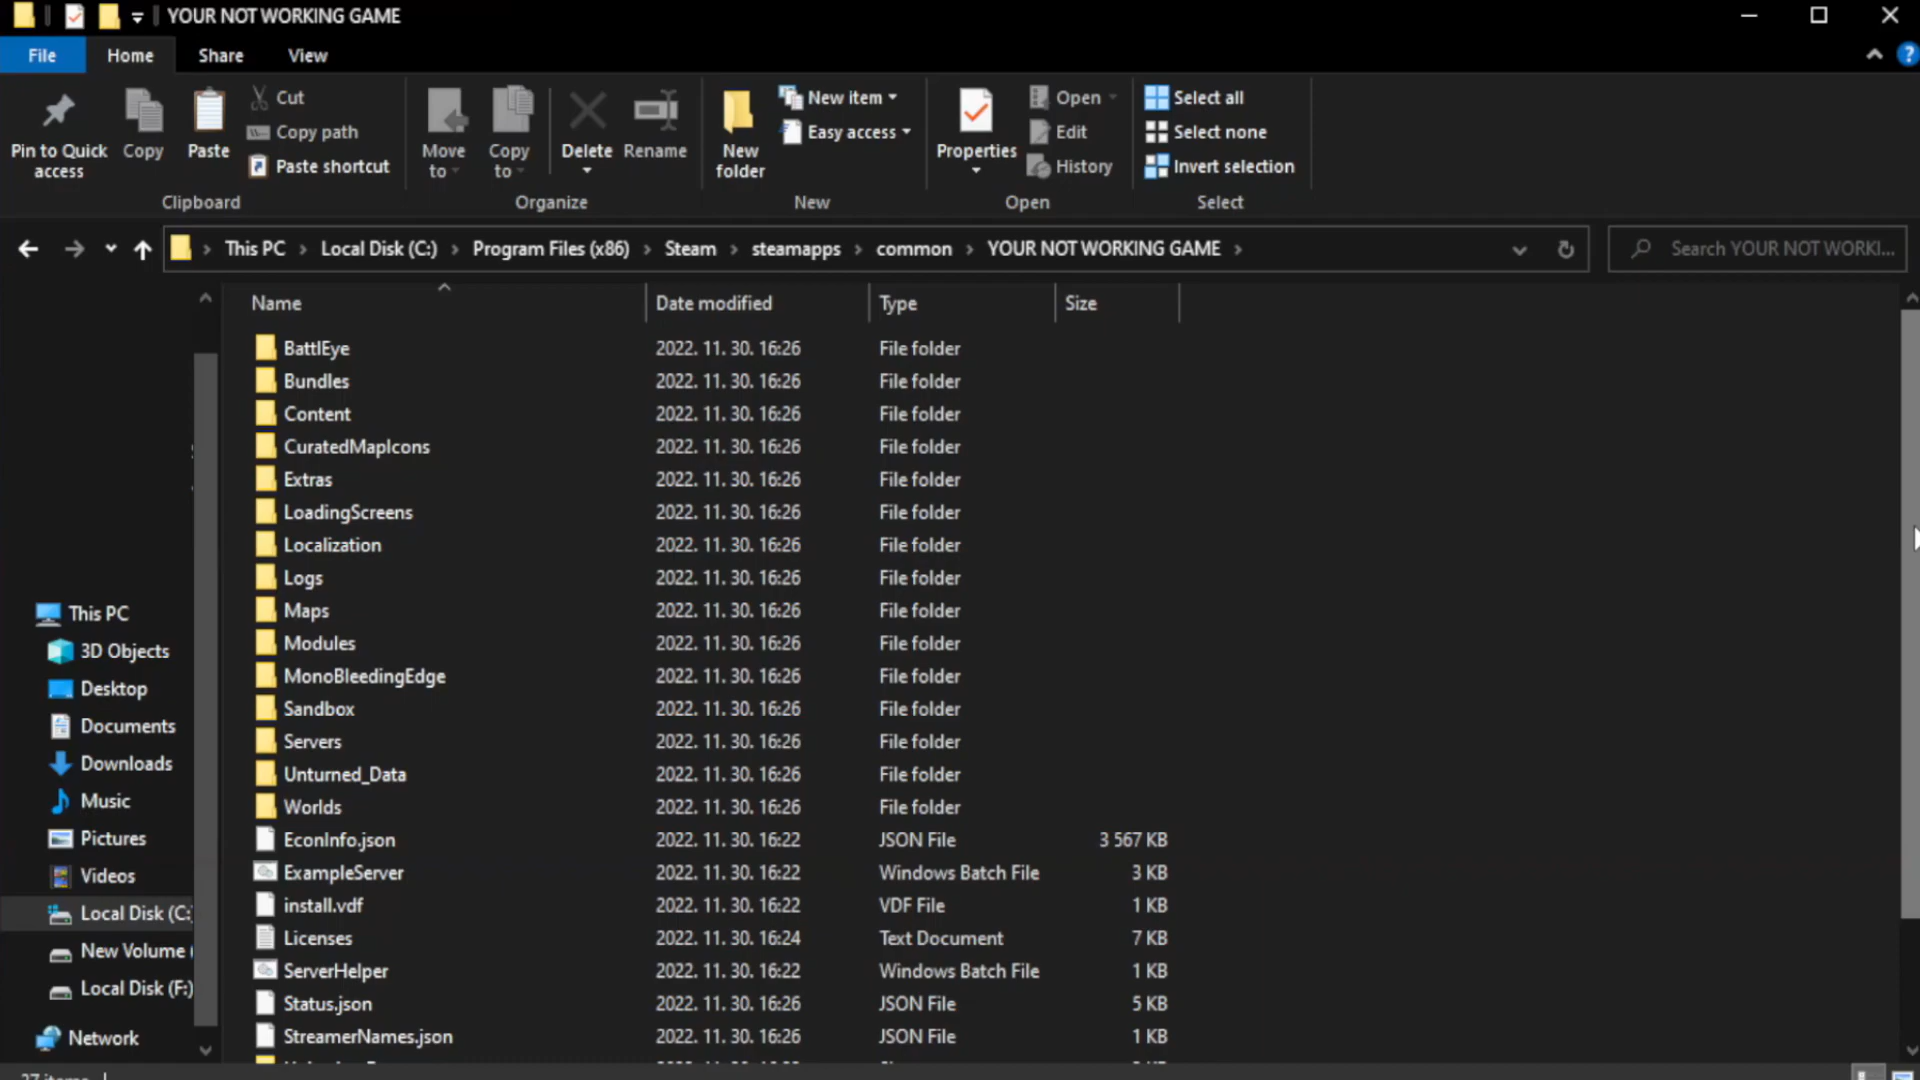 YOUR NOT WORKING GAME
File Home Share View
Pin to Quick access
Copy
Paste
Cut
Copy path
Paste shortcut
Move to
Copy to
Delete
Rename
New folder
New item
Easy access
Properties
Open
Edit
History
Select all
Select none
Invert selection
Clipboard Organize New Open Select
This PC Local Disk (C:) Program Files (x86) Steam steamapps common YOUR NOT WORKING GAME
Search YOUR NOT WORKI...
Name Date modified Type Size
BattlEye 2022. 11. 30. 16:26 File folder
Bundles 2022. 11. 30. 16:26 File folder
Content 2022. 11. 30. 16:26 File folder
CuratedMapIcons 2022. 11. 30. 16:26 File folder
Extras 2022. 11. 30. 16:26 File folder
LoadingScreens 2022. 11. 30. 16:26 File folder
Localization 2022. 11. 30. 16:26 File folder
Logs 2022. 11. 30. 16:26 File folder
Maps 2022. 11. 30. 16:26 File folder
Modules 2022. 11. 30. 16:26 File folder
MonoBleedingEdge 2022. 11. 30. 16:26 File folder
Sandbox 2022. 11. 30. 16:26 File folder
Servers 2022. 11. 30. 16:26 File folder
Unturned_Data 2022. 11. 30. 16:26 File folder
Worlds 2022. 11. 30. 16:26 File folder
EconInfo.json 2022. 11. 30. 16:22 JSON File 3 567 KB
ExampleServer 2022. 11. 30. 16:22 Windows Batch File 3 KB
install.vdf 2022. 11. 30. 16:22 VDF File 1 KB
Licenses 2022. 11. 30. 16:24 Text Document 7 KB
ServerHelper 2022. 11. 30. 16:22 Windows Batch File 1 KB
Status.json 2022. 11. 30. 16:26 JSON File 5 KB
StreamerNames.json 2022. 11. 30. 16:26 JSON File 1 KB
This PC
3D Objects
Desktop
Documents
Downloads
Music
Pictures
Videos
Local Disk (C:)
New Volume (
Local Disk (F:)
Network